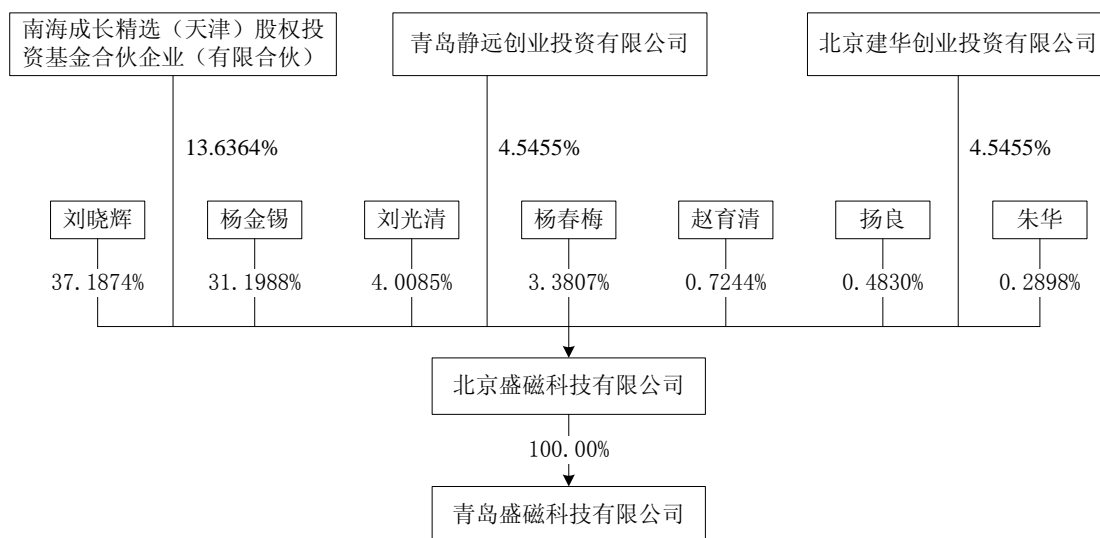 南海成长精选（天津）股权投
资基金合伙企业（有限合伙）
青岛静远创业投资有限公司
北京建华创业投资有限公司
13.6364%
4.5455%
4.5455%
刘晓辉
杨金锡
刘光清
杨春梅
赵育清
扬良
朱华
37.1874%
31.1988%
4.0085%
3.3807%
0.7244%
0.4830%
0.2898%
北京盛磁科技有限公司
100.00%
青岛盛磁科技有限公司